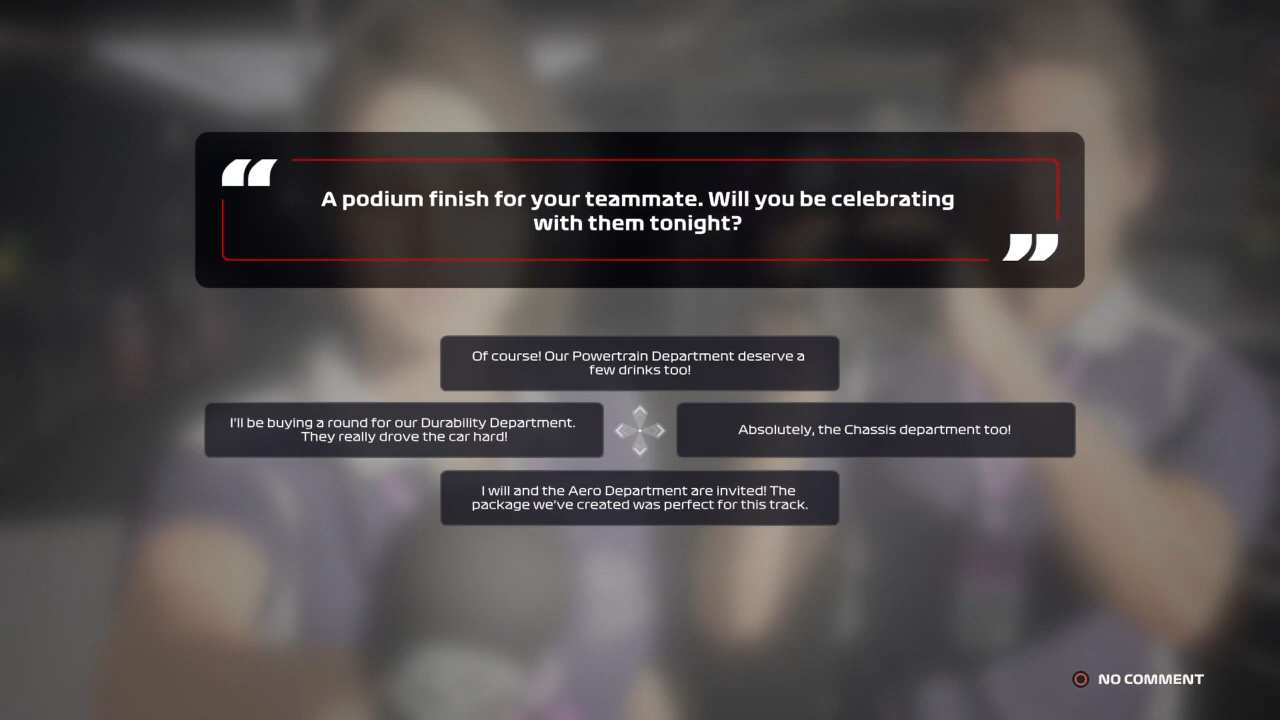 A podium finish for your teammate. Will you be celebrating
with them tonight?
Of course! Our Powertrain Department deserve a
few drinks too!
I'll be buying a round for our Durability Department.
They really drove the car hard!
Absolutely, the Chassis department too!
I will and the Aero Department are invited! The
package we've created was perfect for this track.
NO COMMENT